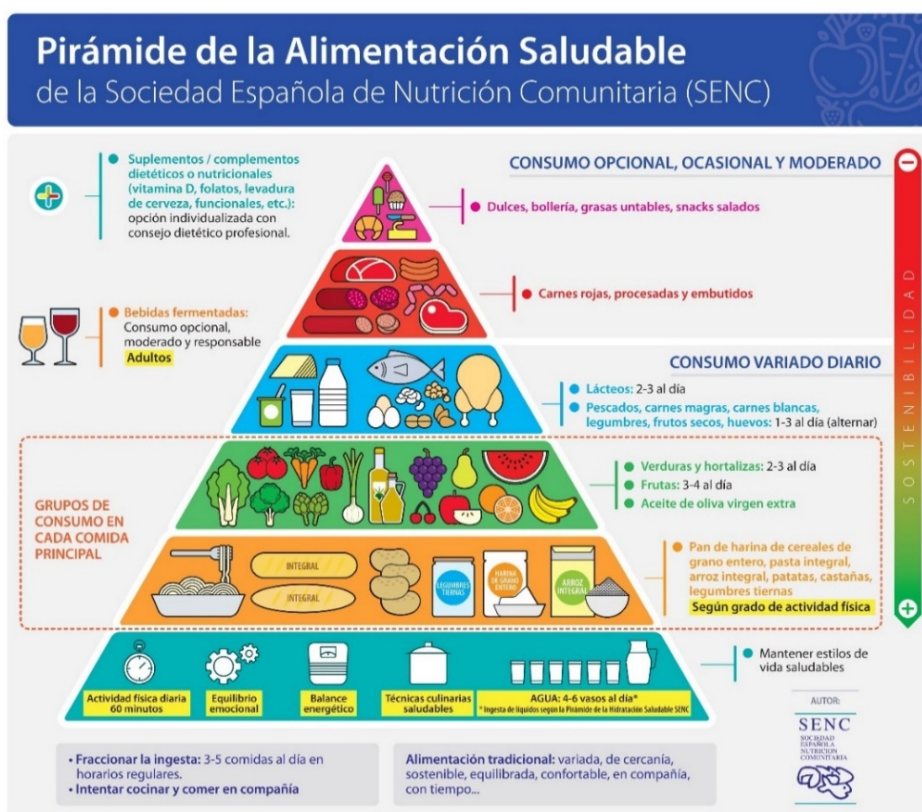 Pirámide de la Alimentación Saludable
de la Sociedad Española de Nutrición Comunitaria (SENC)
Suplementos / complementos
dietéticos o nutricionales
(vitamina D, folatos, levadura
de cerveza, funcionales, etc.):
opción individualizada con
consejo dietético profesional.
CONSUMO OPCIONAL, OCASIONAL Y MODERADO
Dulces, bollería, grasas untables, snacks salados
Carnes rojas, procesadas y embutidos
Bebidas fermentadas:
Consumo opcional,
moderado y responsable
Adultos
CONSUMO VARIADO DIARIO
Lácteos: 2-3 al día
Pescados, carnes magras, carnes blancas,
legumbres, frutos secos, huevos: 1-3 al día (alternar)
SOSTENIBILIDAD
GRUPOS DE
CONSUMO EN
CADA COMIDA
PRINCIPAL
Verduras y hortalizas: 2-3 al día
Frutas: 3-4 al día
Aceite de oliva virgen extra
INTEGRAL
INTEGRAL
LEGUMBRES
TIERNAS
HARINA
DE GRANO
ENTERO
ARROZ
INTEGRAL
Pan de harina de cereales de
grano entero, pasta integral,
arroz integral, patatas, castañas,
legumbres tiernas
Según grado de actividad física
Actividad física diaria
60 minutos
Equilibrio
emocional
Balance
energético
Técnicas culinarias
saludables
AGUA: 4-6 vasos al día*
* Ingesta de líquidos según la Pirámide de la Hidratación Saludable SENC
Mantener estilos de
vida saludables
• Fraccionar la ingesta: 3-5 comidas al día en
horarios regulares.
• Intentar cocinar y comer en compañía
Alimentación tradicional: variada, de cercanía,
sostenible, equilibrada, confortable, en compañía,
con tiempo...
AUTOR:
SENC
SOCIEDAD
ESPAÑOLA
NUTRICION
COMUNITARIA